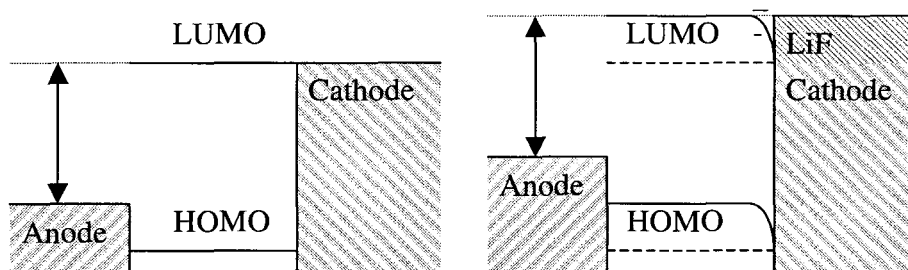 LUMO
Cathode
Anode
HOMO
LUMO
LiF
Cathode
Anode
HOMO